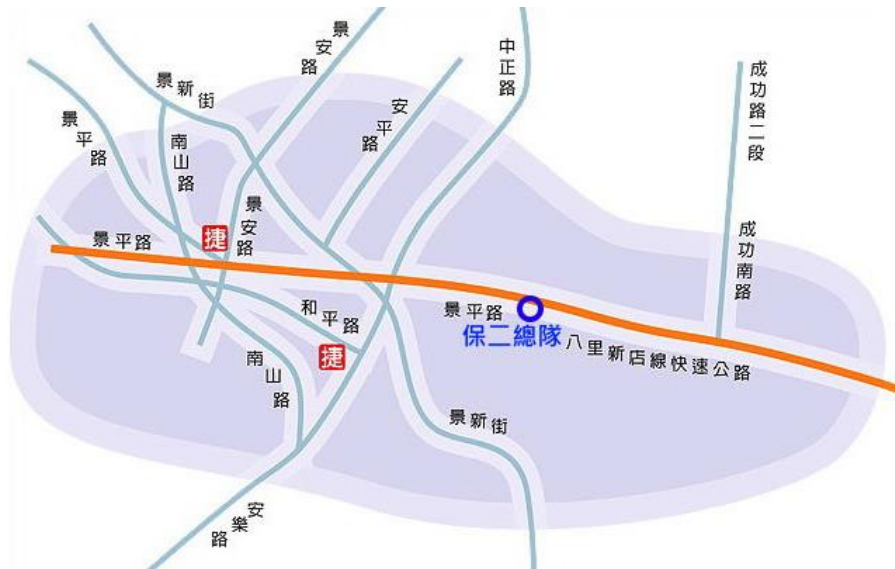 景安路
中正路
景新街
成功路二段
安平路
景平路
南山路
景安路
捷
景平路
成功南路
和平路
景平路
保二總隊
捷
八里新店線快速公路
南山路
景新街
安樂路